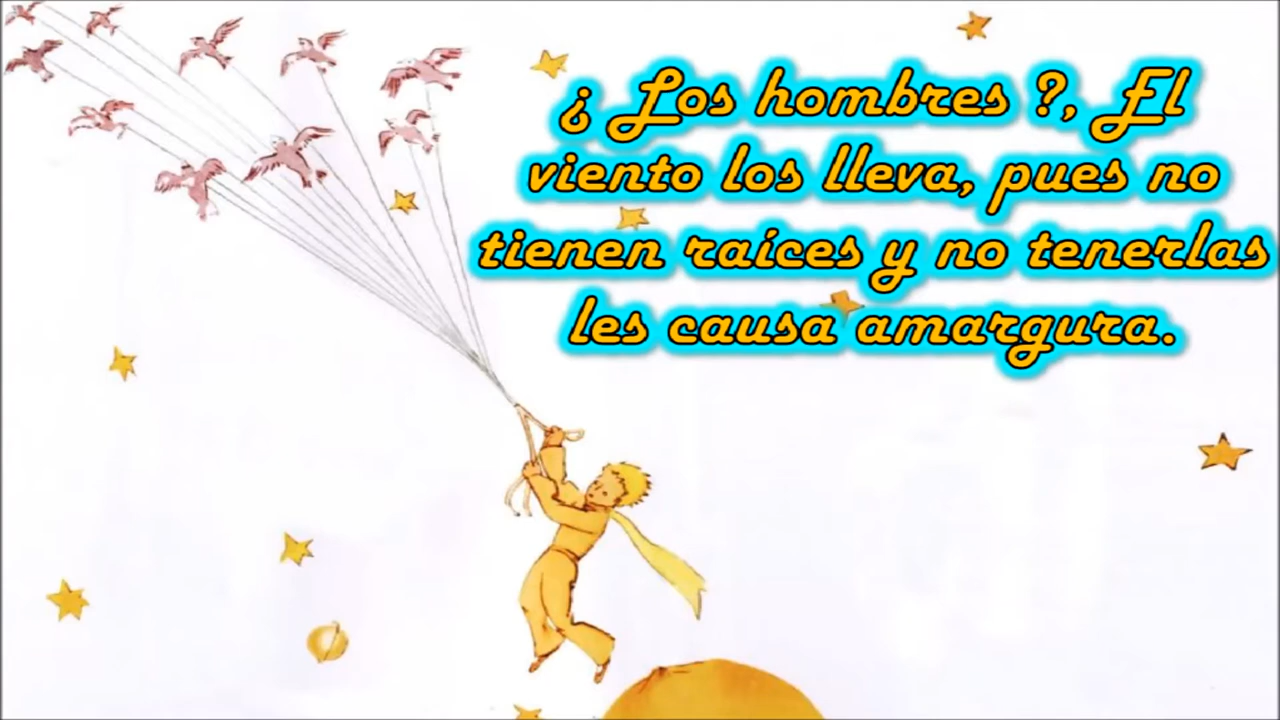 ¿ Los hombres ?, El
viento los lleva, pues no
tienen raíces y no tenerlas
les causa amargura.